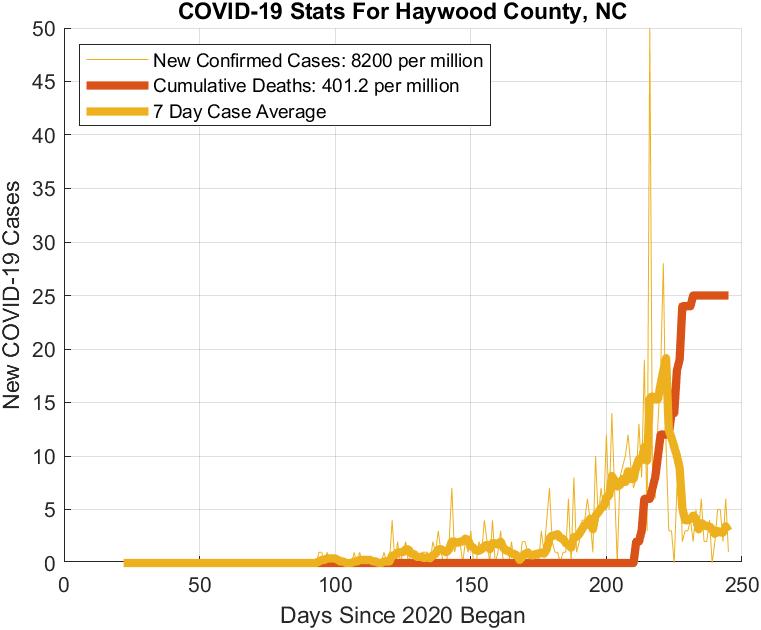 COVID-19 Stats For Haywood County, NC
50
45
40
35
30
25
20
15
10
5
0
New COVID-19 Cases
New Confirmed Cases: 8200 per million
Cumulative Deaths: 401.2 per million
7 Day Case Average
0 50 100 150 200 250
Days Since 2020 Began